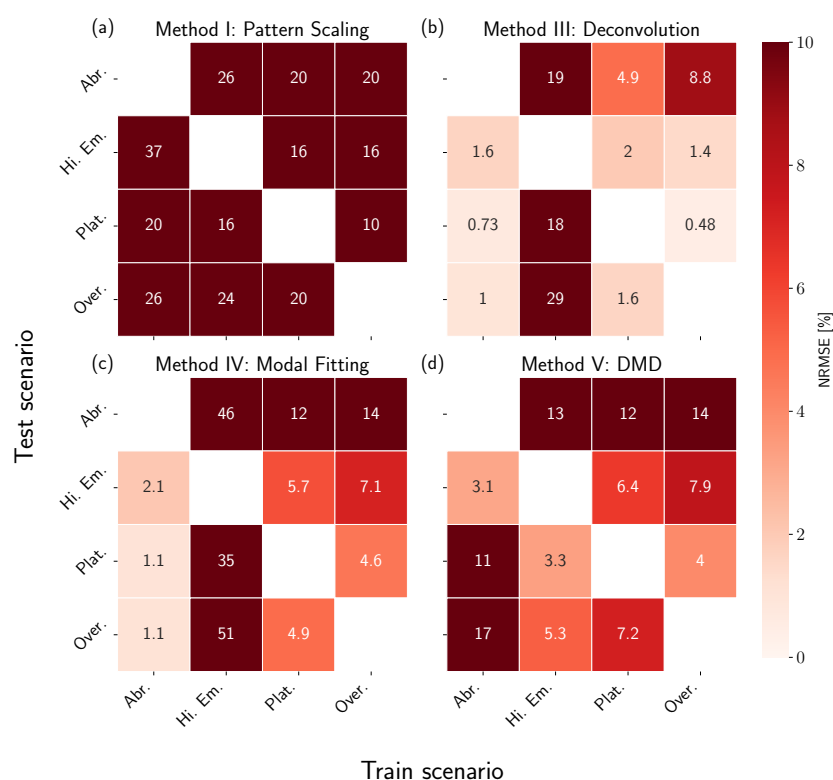 (a) Method I: Pattern Scaling
(b) Method III: Deconvolution
Abr. 26 20 20
Hi. Em. 37 16 16
Plat. 20 16 10
Over. 26 24 20
19 4.9 8.8
1.6 2 1.4
0.73 18 0.48
1 29 1.6
(c) Method IV: Modal Fitting
(d) Method V: DMD
Abr. 46 12 14
Hi. Em. 2.1 5.7 7.1
Plat. 1.1 35 4.6
Over. 1.1 51 4.9
13 12 14
3.1 6.4 7.9
11 3.3 4
17 5.3 7.2
Abr. Hi. Em. Plat. Over.
Abr. Hi. Em. Plat. Over.
Test scenario
Train scenario
10
8
6
4
2
0
NRMSE [%]